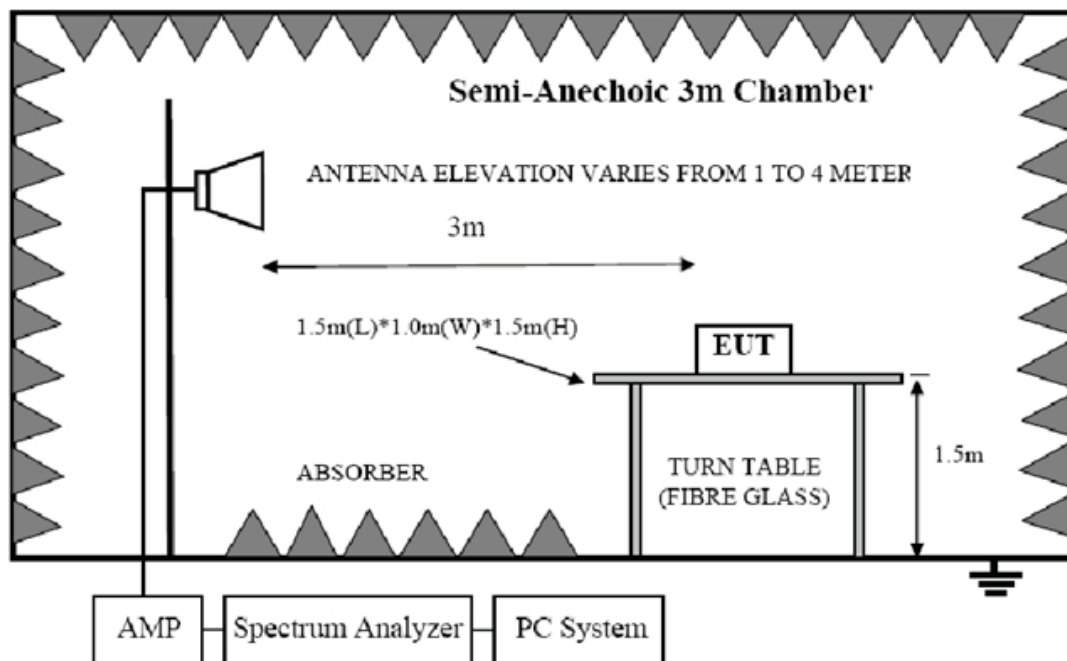 Semi-Anechoic 3m Chamber
ANTENNA ELEVATION VARIES FROM 1 TO 4 METER
3m
1.5m(L)*1.0m(W)*1.5m(H)
EUT
1.5m
ABSORBER
TURN TABLE
(FIBRE GLASS)
AMP
Spectrum Analyzer
PC System